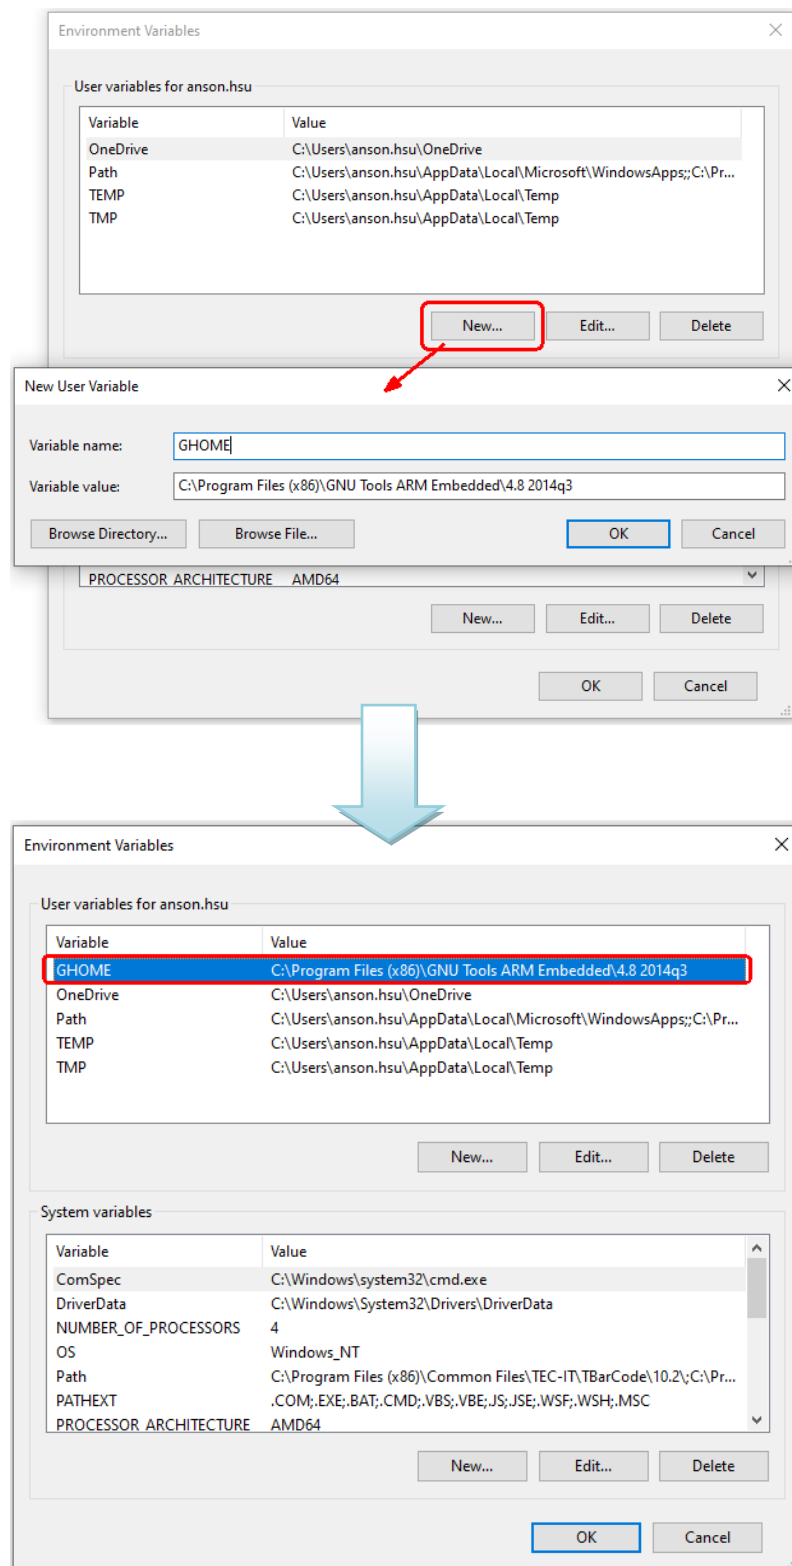 Environment Variables
User variables for anson.hsu
Variable Value
OneDrive C:\Users\anson.hsu\OneDrive
Path C:\Users\anson.hsu\AppData\Local\Microsoft\WindowsApps;;C:\Pr...
TEMP C:\Users\anson.hsu\AppData\Local\Temp
TMP C:\Users\anson.hsu\AppData\Local\Temp
New... Edit... Delete
New User Variable
Variable name: GHOME
Variable value: C:\Program Files (x86)\GNU Tools ARM Embedded\4.8 2014q3
Browse Directory... Browse File... OK Cancel
PROCESSOR_ARCHITECTURE AMD64
New... Edit... Delete
OK Cancel
Environment Variables
User variables for anson.hsu
Variable Value
GHOME C:\Program Files (x86)\GNU Tools ARM Embedded\4.8 2014q3
OneDrive C:\Users\anson.hsu\OneDrive
Path C:\Users\anson.hsu\AppData\Local\Microsoft\WindowsApps;;C:\Pr...
TEMP C:\Users\anson.hsu\AppData\Local\Temp
TMP C:\Users\anson.hsu\AppData\Local\Temp
New... Edit... Delete
System variables
Variable Value
ComSpec C:\Windows\system32\cmd.exe
DriverData C:\Windows\System32\Drivers\DriverData
NUMBER_OF_PROCESSORS 4
OS Windows_NT
Path C:\Program Files (x86)\Common Files\TEC-IT\TBarCode\10.2\;C:\Pr...
PATHEXT .COM;.EXE;.BAT;.CMD;.VBS;.VBE;.JS;.JSE;.WSF;.WSH;.MSC
PROCESSOR_ARCHITECTURE AMD64
New... Edit... Delete
OK Cancel